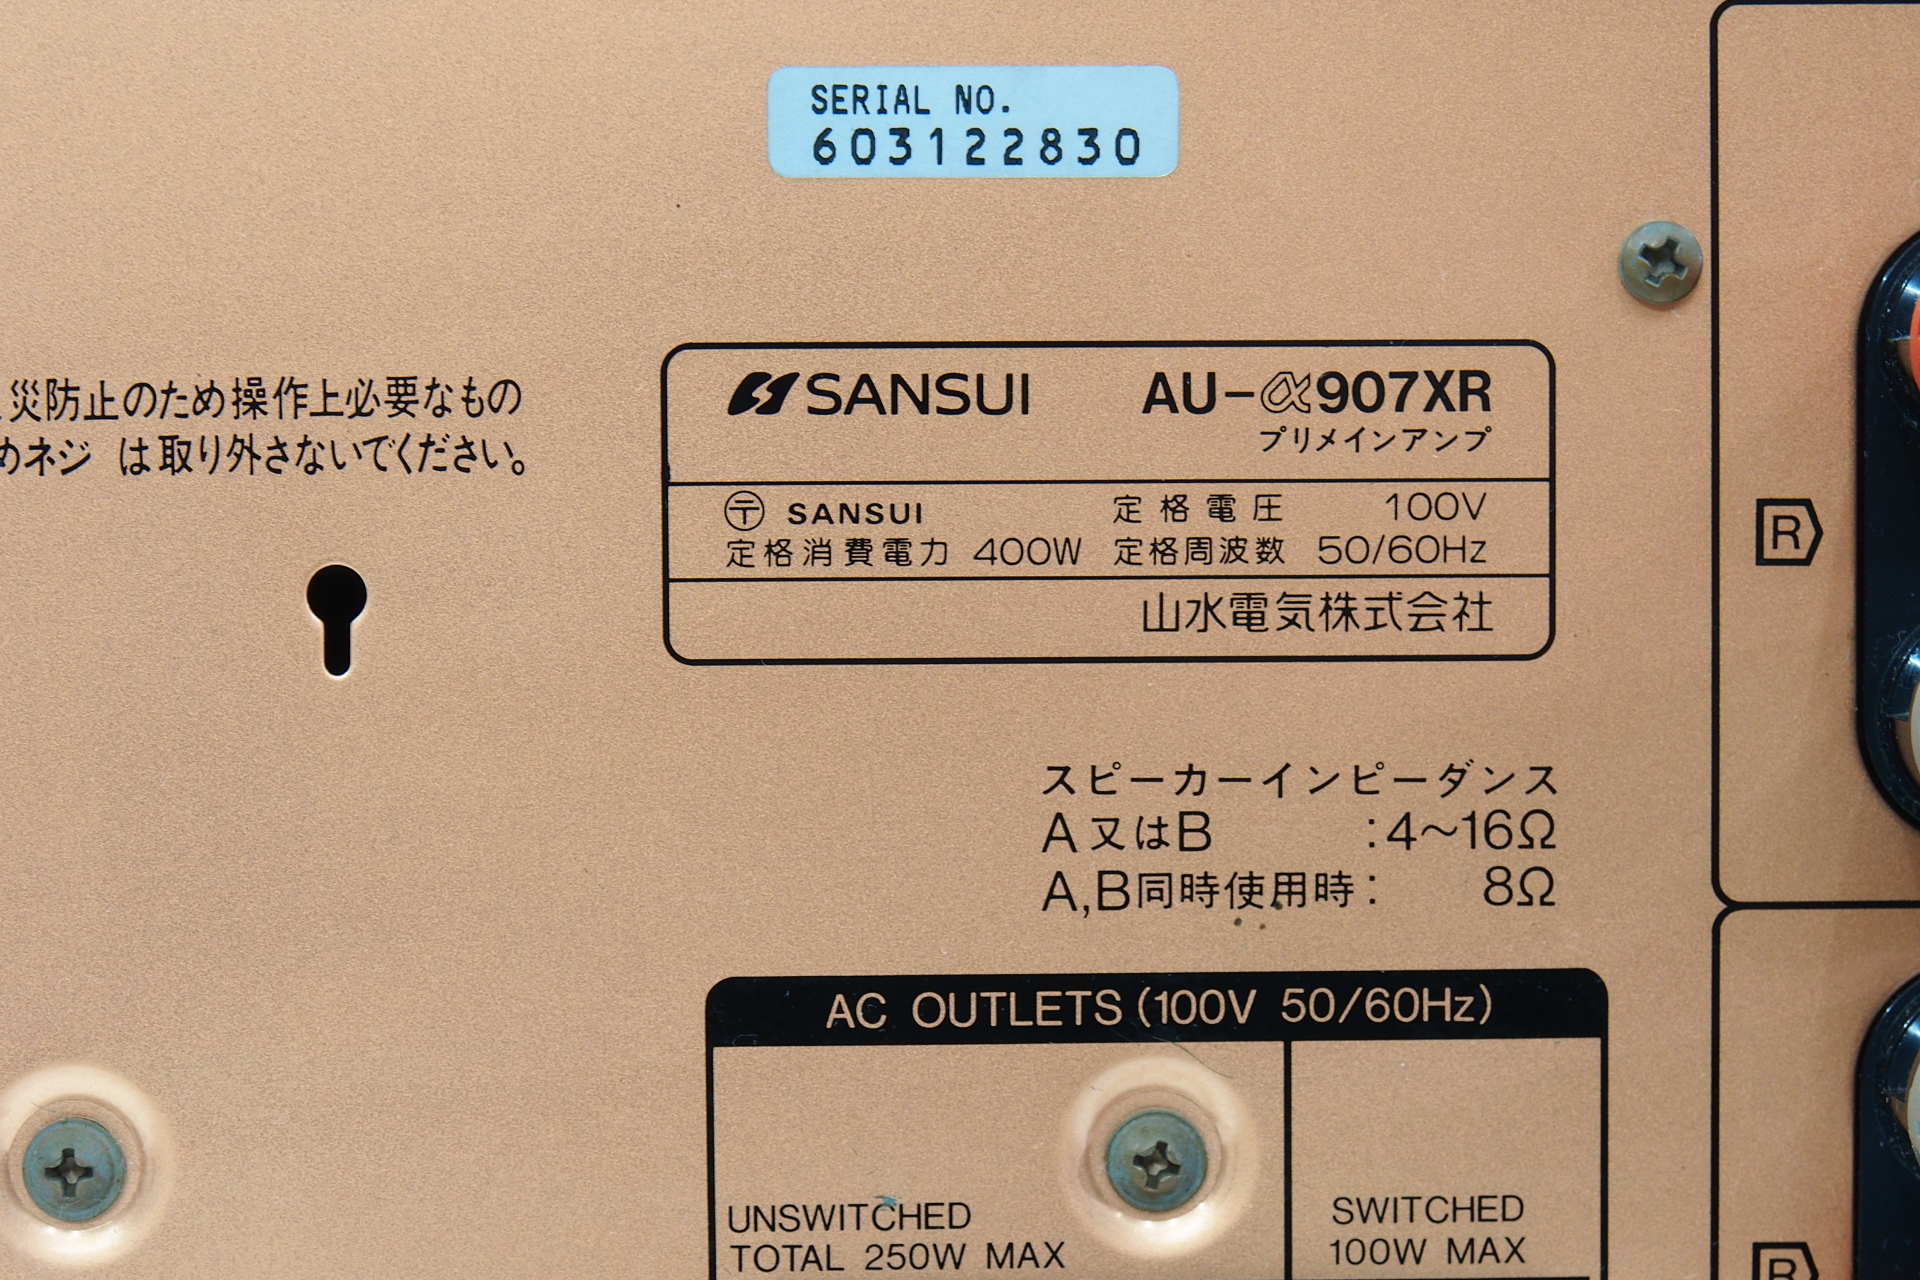 SERIAL NO.
603122830
災防止のため操作上必要なもの
めネジ は取り外さないでください。
SANSUI AU-α907XR
プリメインアンプ
〒 SANSUI 定格電圧 100V
定格消費電力 400W 定格周波数 50/60Hz
山水電気株式会社
スピーカーインピーダンス
A又はB :4〜16Ω
A,B同時使用時: 8Ω
R
AC OUTLETS (100V 50/60Hz)
UNSWITCHED
TOTAL 250W MAX
SWITCHED
100W MAX
R